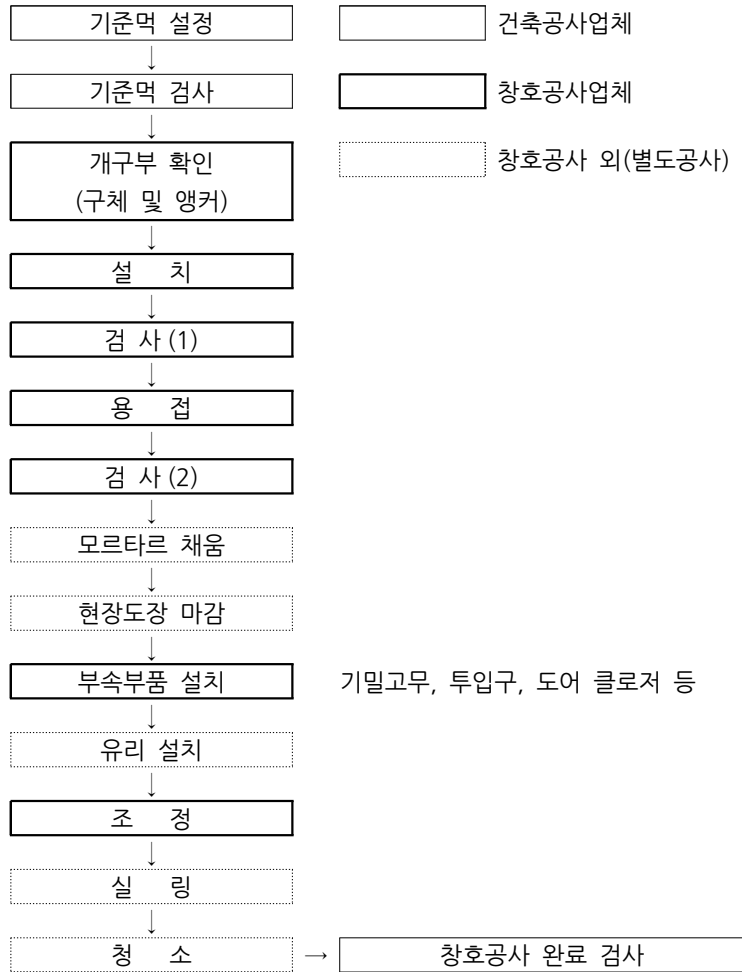 기준먹 설정
건축공사업체
↓
기준먹 검사
창호공사업체
↓
개구부 확인
(구체 및 앵커)
창호공사 외(별도공사)
↓
설 치
↓
검 사 (1)
↓
용 접
↓
검 사 (2)
↓
모르타르 채움
↓
현장도장 마감
↓
부속부품 설치
기밀고무, 투입구, 도어 클로저 등
↓
유리 설치
↓
조 정
↓
실 링
↓
청 소 → 창호공사 완료 검사